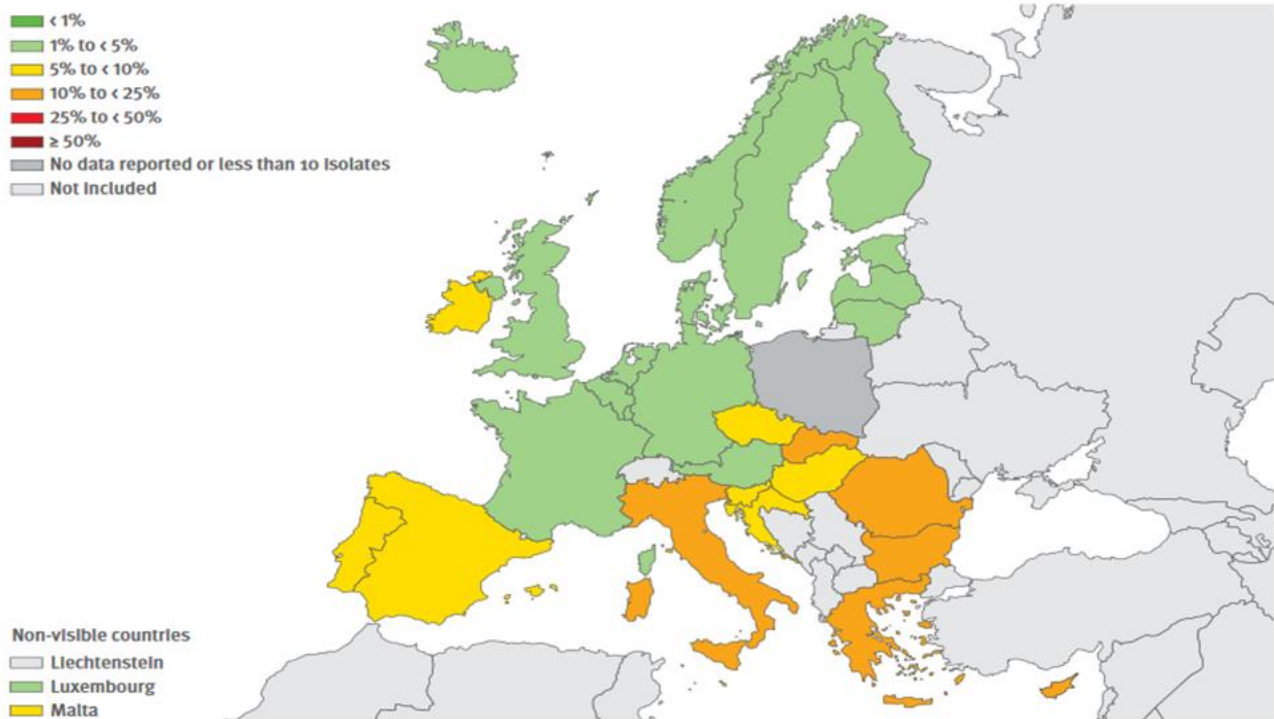 < 1%
1% to < 5%
5% to < 10%
10% to < 25%
25% to < 50%
≥ 50%
No data reported or less than 10 Isolates
Not Included
Non-visible countries
Liechtenstein
Luxembourg
Malta